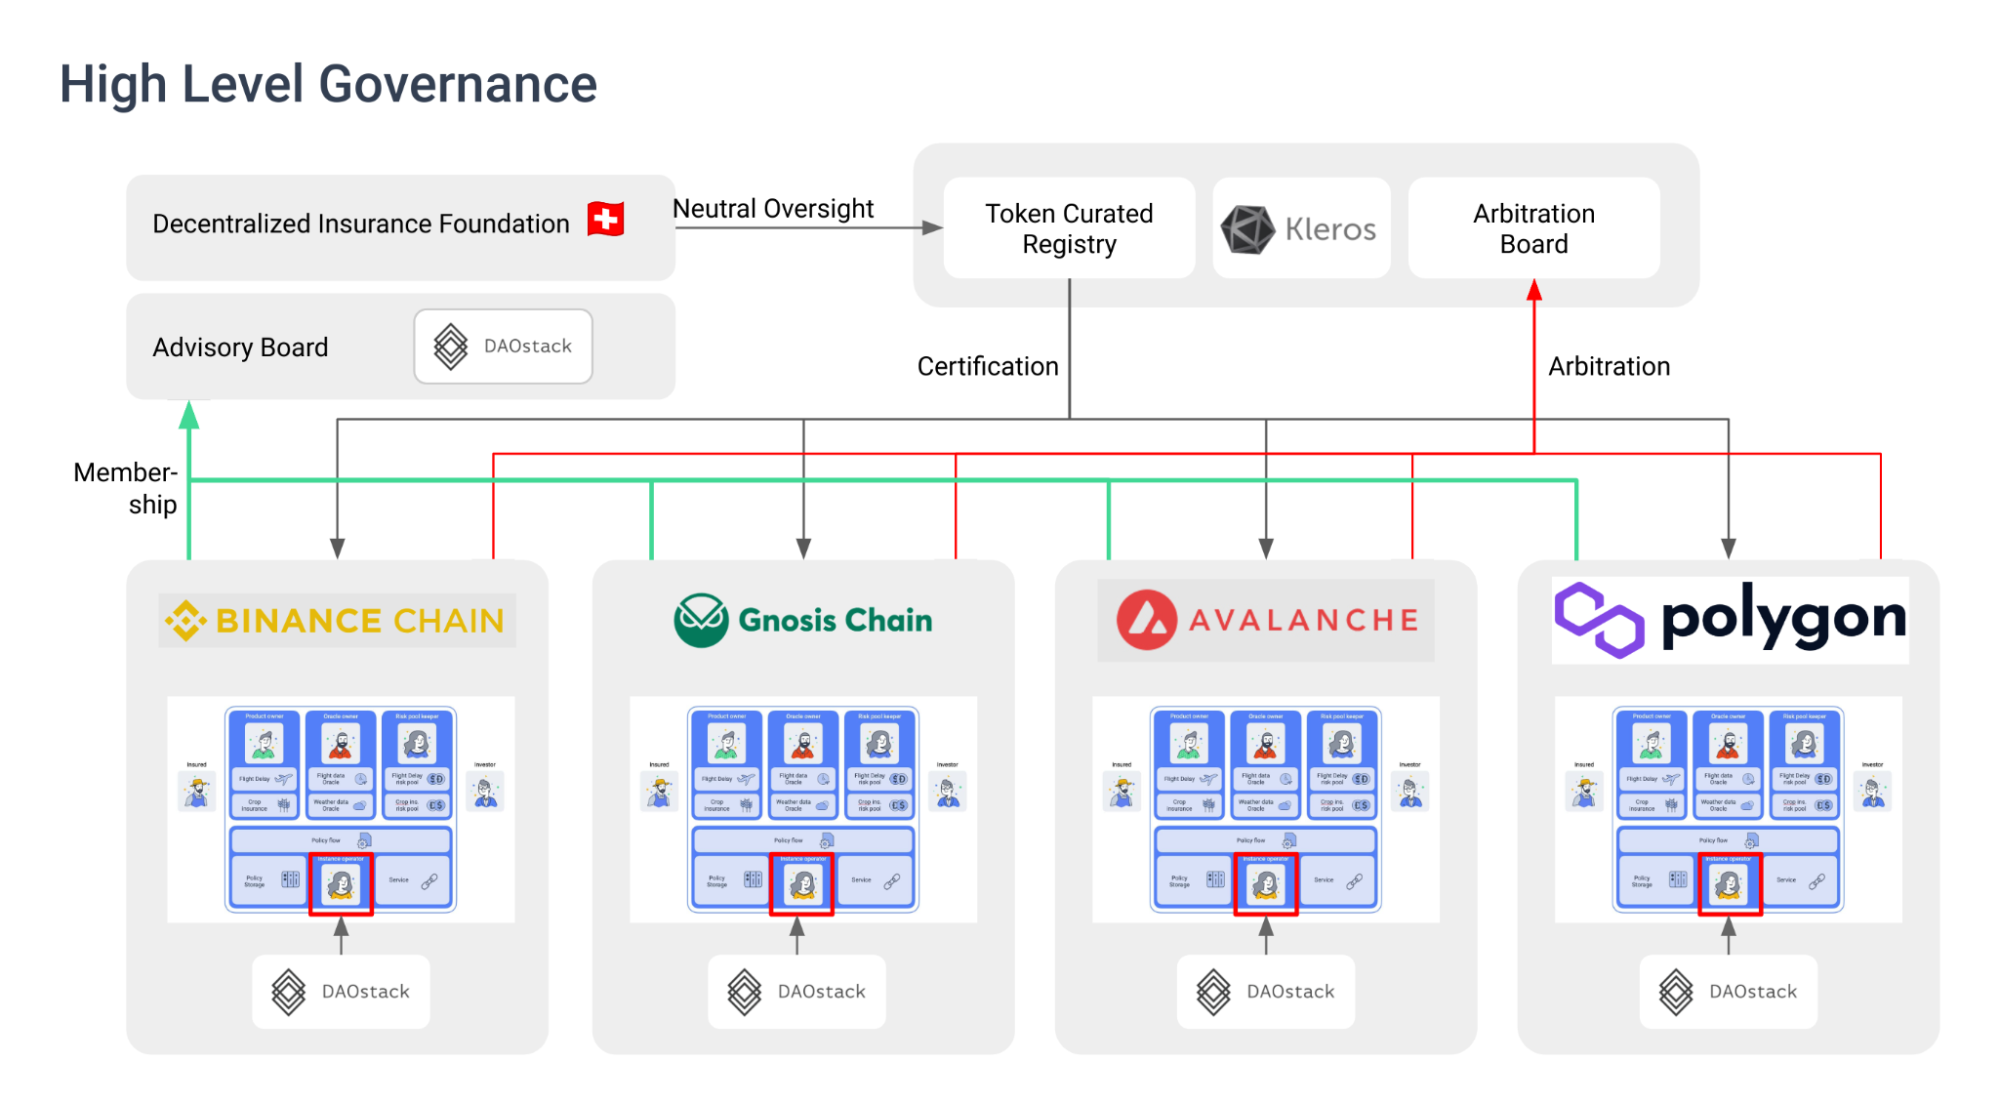 High Level Governance
Decentralized Insurance Foundation
Neutral Oversight
Token Curated
Registry
Kleros
Arbitration
Board
Advisory Board
DAOstack
Certification
Arbitration
Member-
ship
BINANCE CHAIN
Gnosis Chain
AVALANCHE
polygon
Product owner
Oracle owner
Risk pool keeper
Insured
Investor
Flight Delay
Flight data
Oracle
Flight Delay
risk pool
Crop
Insurance
Weather data
Oracle
Crop ins.
risk pool
Policy flow
Instance operator
Policy
Storage
Service
DAOstack
Product owner
Oracle owner
Risk pool keeper
Insured
Investor
Flight Delay
Flight data
Oracle
Flight Delay
risk pool
Crop
Insurance
Weather data
Oracle
Crop ins.
risk pool
Policy flow
Instance operator
Policy
Storage
Service
DAOstack
Product owner
Oracle owner
Risk pool keeper
Insured
Investor
Flight Delay
Flight data
Oracle
Flight Delay
risk pool
Crop
Insurance
Weather data
Oracle
Crop ins.
risk pool
Policy flow
Instance operator
Policy
Storage
Service
DAOstack
Product owner
Oracle owner
Risk pool keeper
Insured
Investor
Flight Delay
Flight data
Oracle
Flight Delay
risk pool
Crop
Insurance
Weather data
Oracle
Crop ins.
risk pool
Policy flow
Instance operator
Policy
Storage
Service
DAOstack